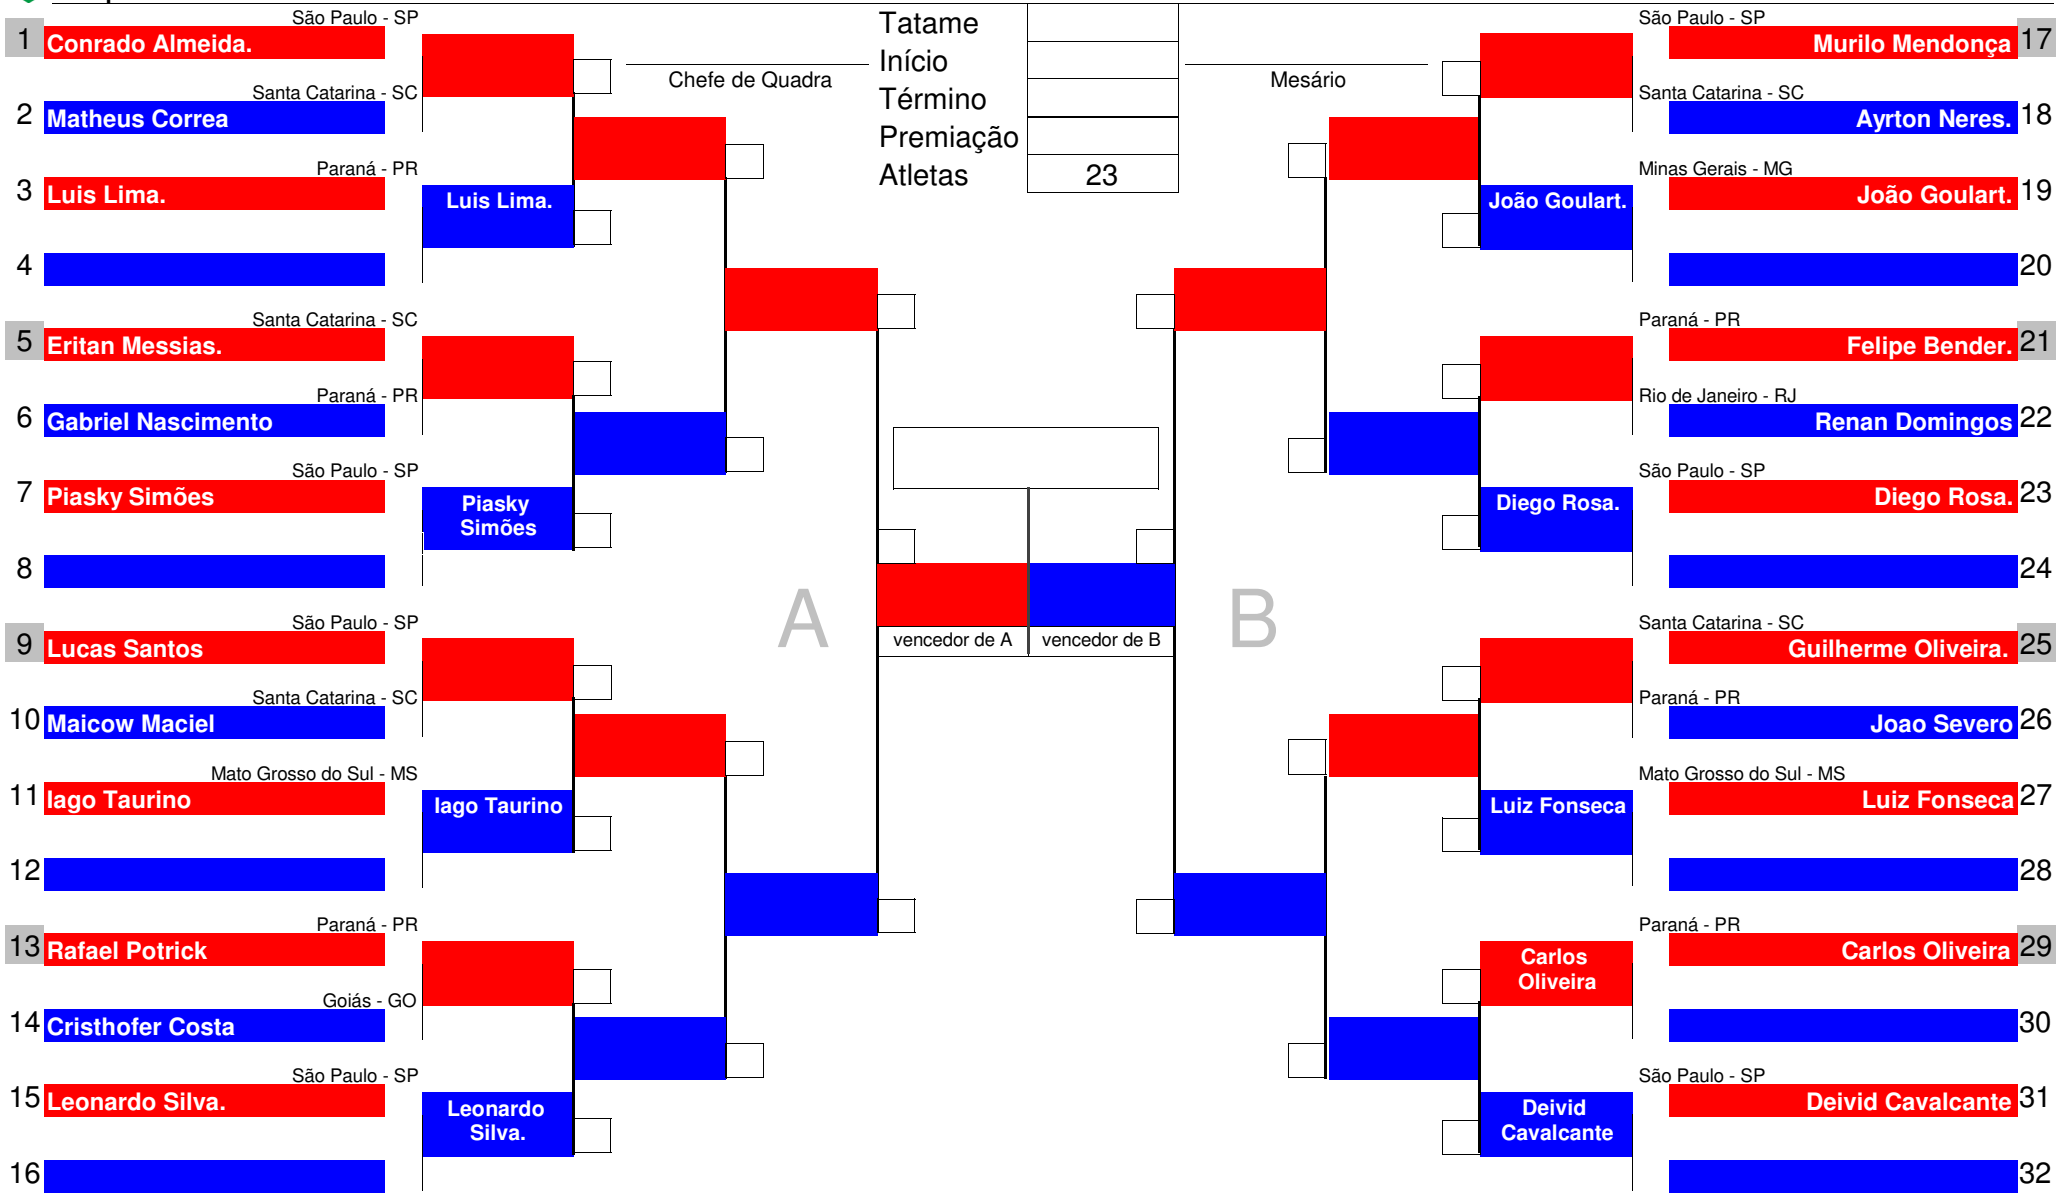 São Paulo - SP
1 Conrado Almeida.
Santa Catarina - SC
2 Matheus Correa
Paraná - PR
3 Luis Lima.
Luis Lima.
4
Santa Catarina - SC
5 Eritan Messias.
Paraná - PR
6 Gabriel Nascimento
São Paulo - SP
7 Piasky Simões
Piasky
Simões
8
São Paulo - SP
9 Lucas Santos
Santa Catarina - SC
10 Maicow Maciel
Mato Grosso do Sul - MS
11 Iago Taurino
Iago Taurino
12
Paraná - PR
13 Rafael Potrick
Goiás - GO
14 Cristhofer Costa
São Paulo - SP
15 Leonardo Silva.
Leonardo
Silva.
16
Chefe de Quadra
Tatame
Início
Término
Premiação
Atletas 23
Mesário
A
B
vencedor de A
vencedor de B
São Paulo - SP
Murilo Mendonça 17
Santa Catarina - SC
Ayrton Neres. 18
Minas Gerais - MG
João Goulart. 19
João Goulart.
20
Paraná - PR
Felipe Bender. 21
Rio de Janeiro - RJ
Renan Domingos 22
São Paulo - SP
Diego Rosa. 23
Diego Rosa.
24
Santa Catarina - SC
Guilherme Oliveira. 25
Paraná - PR
Joao Severo 26
Mato Grosso do Sul - MS
Luiz Fonseca 27
Luiz Fonseca
28
Paraná - PR
Carlos Oliveira 29
Carlos
Oliveira
30
São Paulo - SP
Deivid Cavalcante 31
Deivid
Cavalcante
32